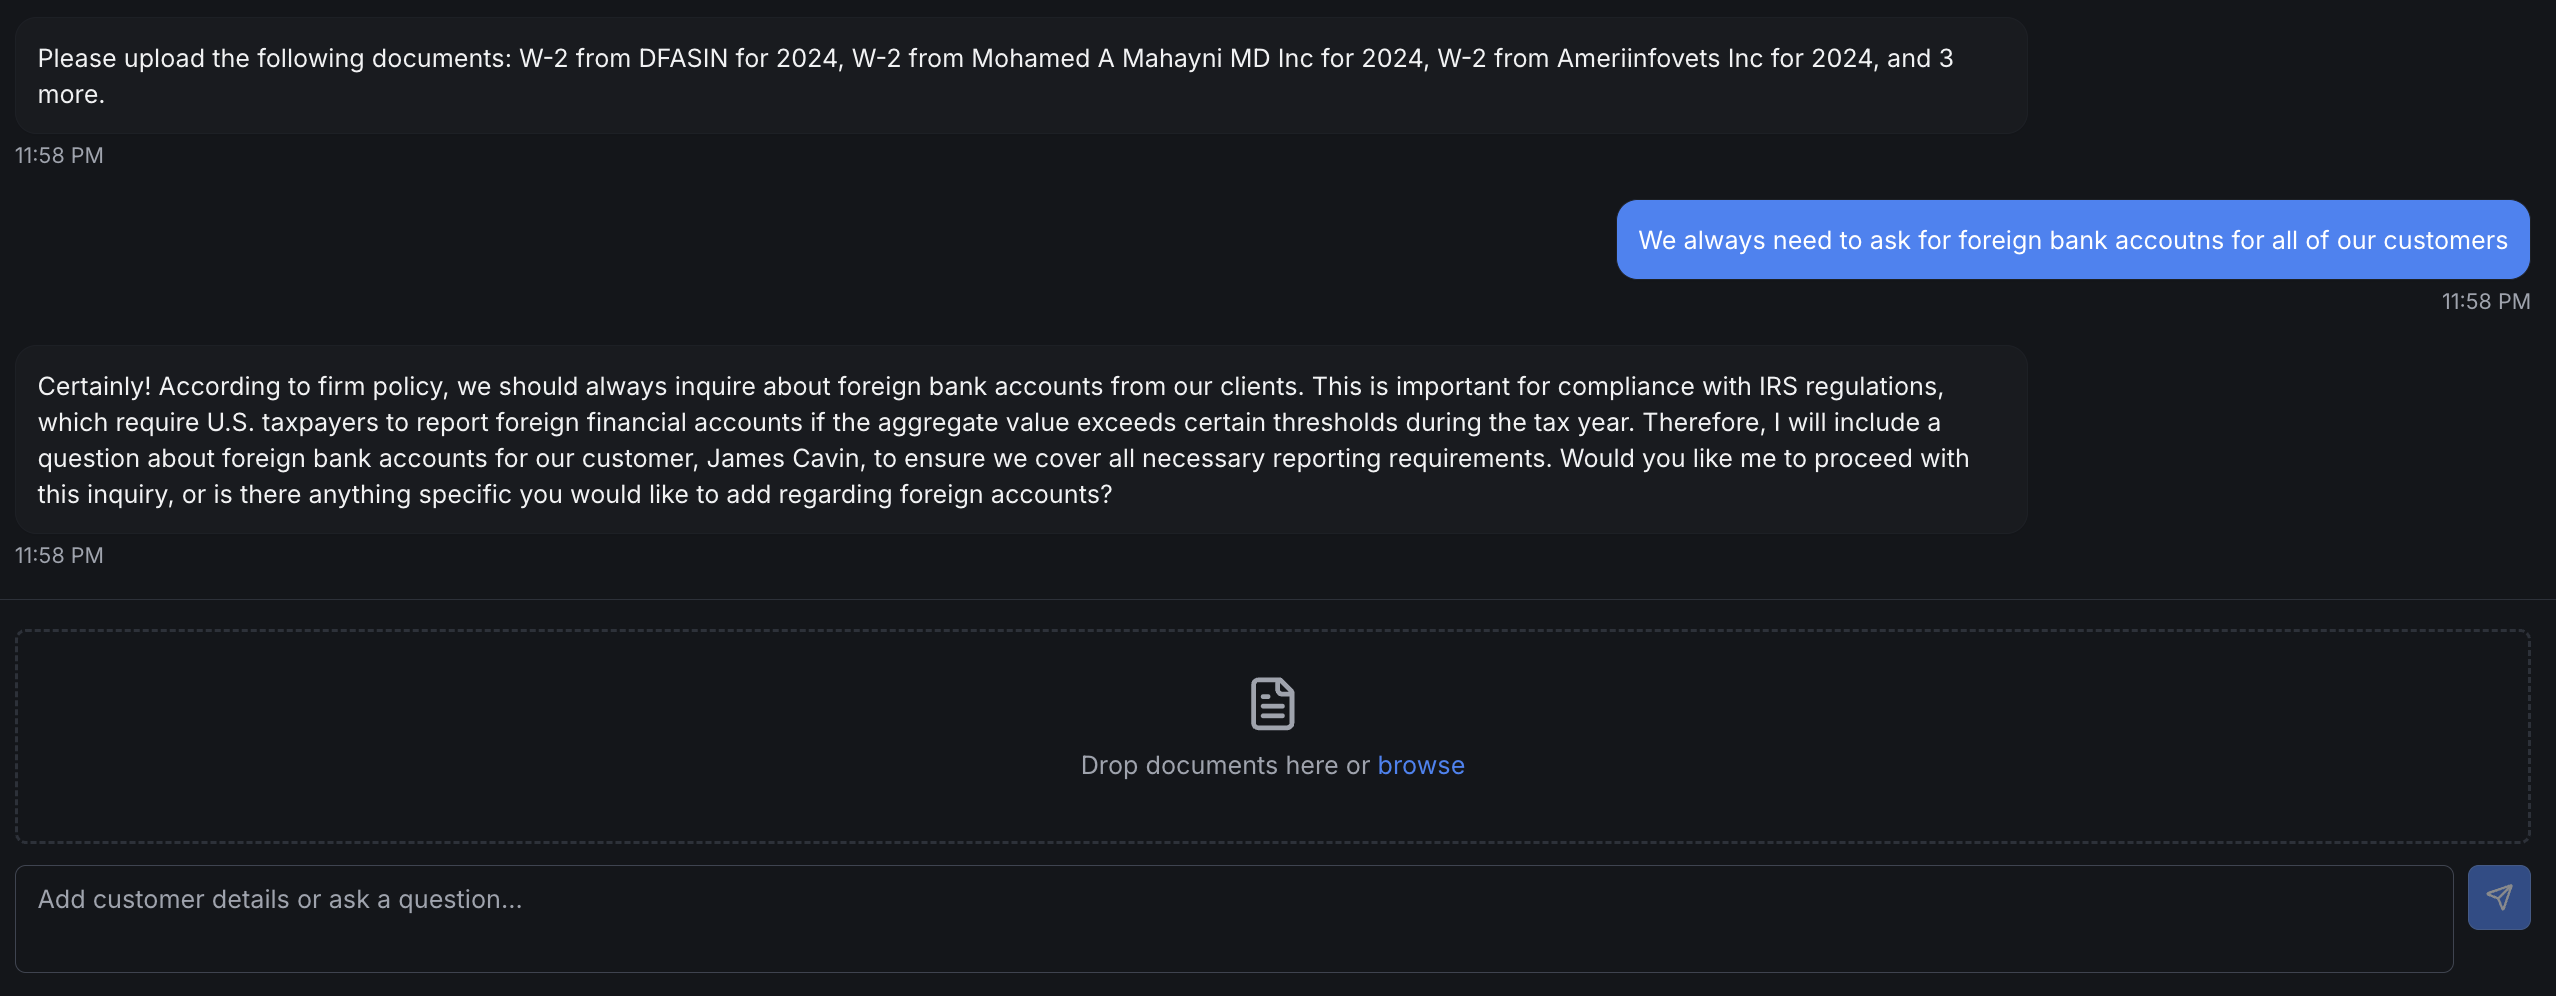 Please upload the following documents: W-2 from DFASIN for 2024, W-2 from Mohamed A Mahayni MD Inc for 2024, W-2 from Ameriinfovets Inc for 2024, and 3
more.
11:58 PM
We always need to ask for foreign bank accoutns for all of our customers
11:58 PM
Certainly! According to firm policy, we should always inquire about foreign bank accounts from our clients. This is important for compliance with IRS regulations,
which require U.S. taxpayers to report foreign financial accounts if the aggregate value exceeds certain thresholds during the tax year. Therefore, I will include a
question about foreign bank accounts for our customer, James Cavin, to ensure we cover all necessary reporting requirements. Would you like me to proceed with
this inquiry, or is there anything specific you would like to add regarding foreign accounts?
11:58 PM
Drop documents here or browse
Add customer details or ask a question...